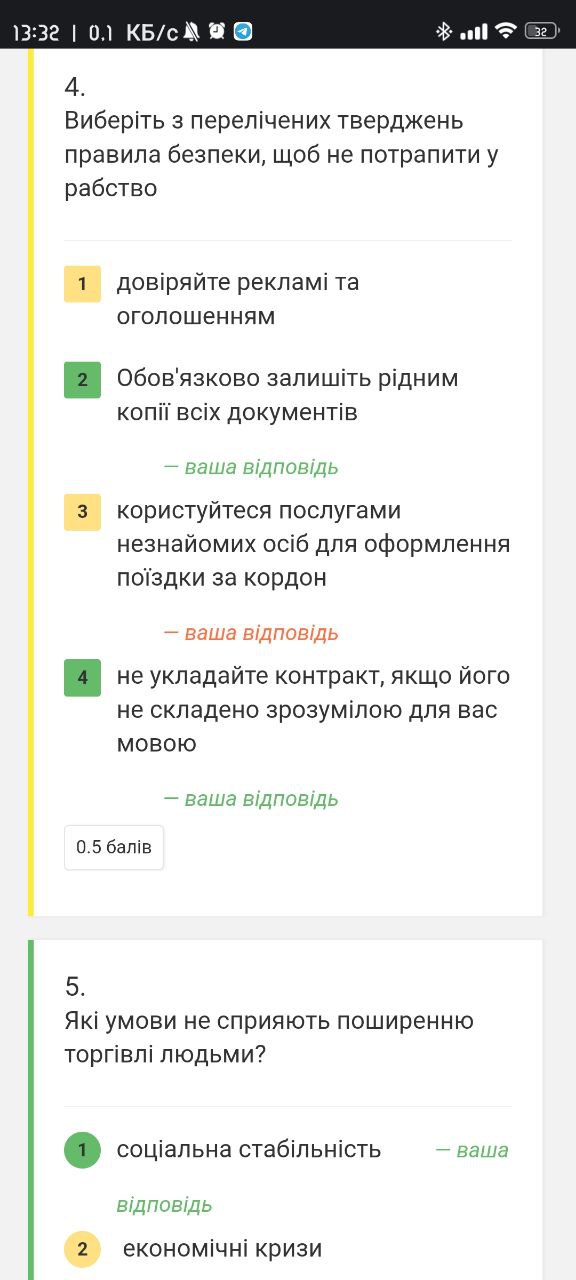 13:32 | 0.1 КБ/с
32
4.
Виберіть з перелічених тверджень
правила безпеки, щоб не потрапити у
рабство
1 довіряйте рекламі та
оголошенням
2 Обов'язково залишіть рідним
копії всіх документів
— ваша відповідь
3 користуйтеся послугами
незнайомих осіб для оформлення
поїздки за кордон
— ваша відповідь
4 не укладайте контракт, якщо його
не складено зрозумілою для вас
мовою
— ваша відповідь
0.5 балів
5.
Які умови не сприяють поширенню
торгівлі людьми?
1 соціальна стабільність — ваша
відповідь
2 економічні кризи